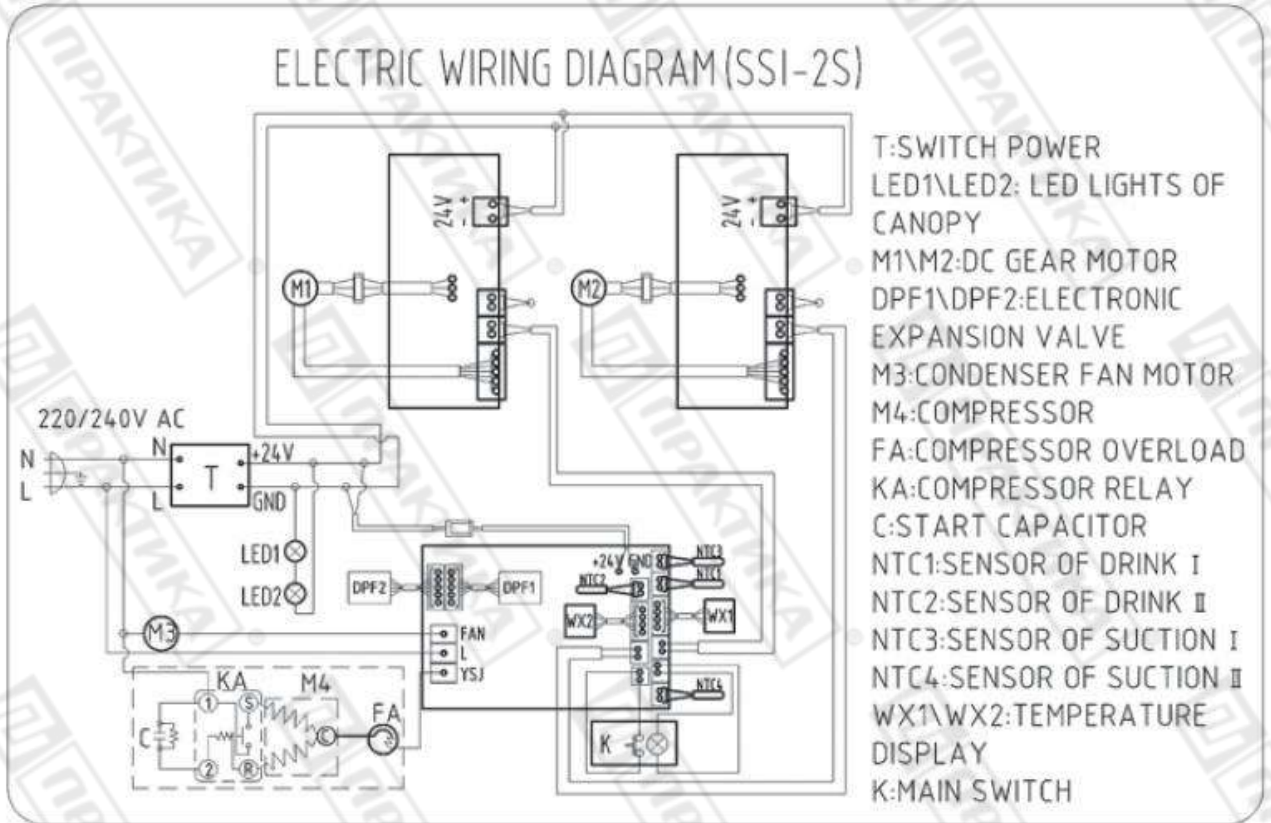 ELECTRIC WIRING DIAGRAM(SSI-2S)
T:SWITCH POWER
LED1\LED2: LED LIGHTS OF
CANOPY
M1\M2:DC GEAR MOTOR
DPF1\DPF2:ELECTRONIC
EXPANSION VALVE
M3:CONDENSER FAN MOTOR
M4:COMPRESSOR
FA:COMPRESSOR OVERLOAD
KA:COMPRESSOR RELAY
C:START CAPACITOR
NTC1:SENSOR OF DRINK I
NTC2:SENSOR OF DRINK II
NTC3:SENSOR OF SUCTION I
NTC4:SENSOR OF SUCTION II
WX1\WX2:TEMPERATURE
DISPLAY
K:MAIN SWITCH
24V + -
24V + -
M1
M2
220/240V AC
N
L
N
L
T
+24V
GND
LED1
LED2
M3
KA
M4
FA
C
1
2
S
R
C
DPF2
DPF1
FAN
L
YSJ
+24V GND
NTC3
NTC2
NTC1
WX2
WX1
NTC4
K
ПРАКТИКА